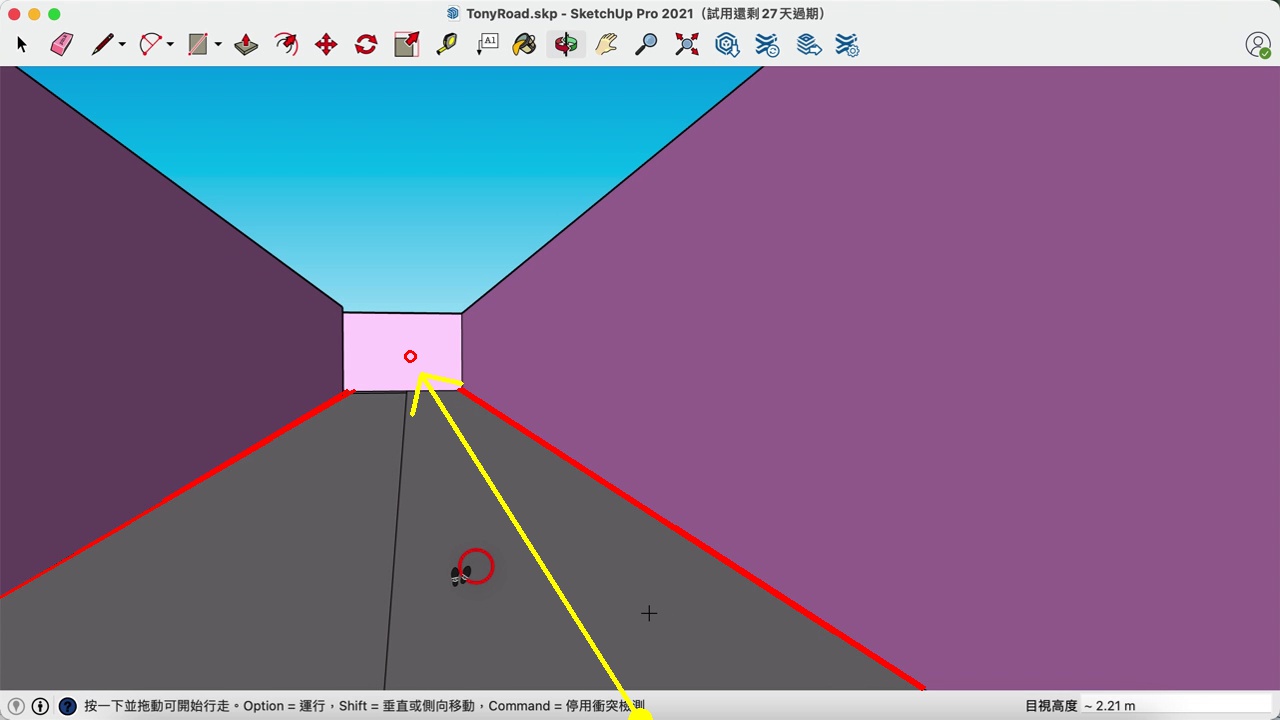 TonyRoad.skp - SketchUp Pro 2021（試用還剩 27 天過期）
A1
按一下並拖動可開始行走。Option = 運行，Shift = 垂直或側向移動，Command = 停用衝突檢測
目視高度 ~ 2.21 m